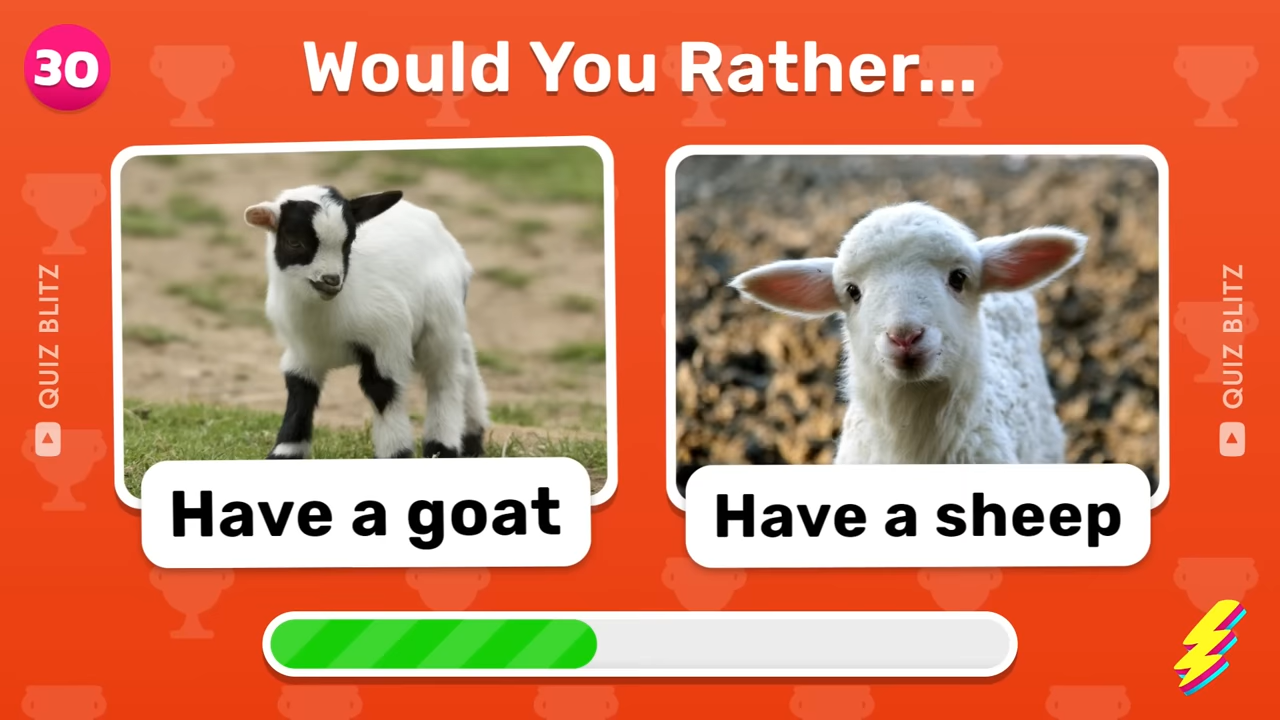 30
Would You Rather...
QUIZ BLITZ
QUIZ BLITZ
Have a goat
Have a sheep